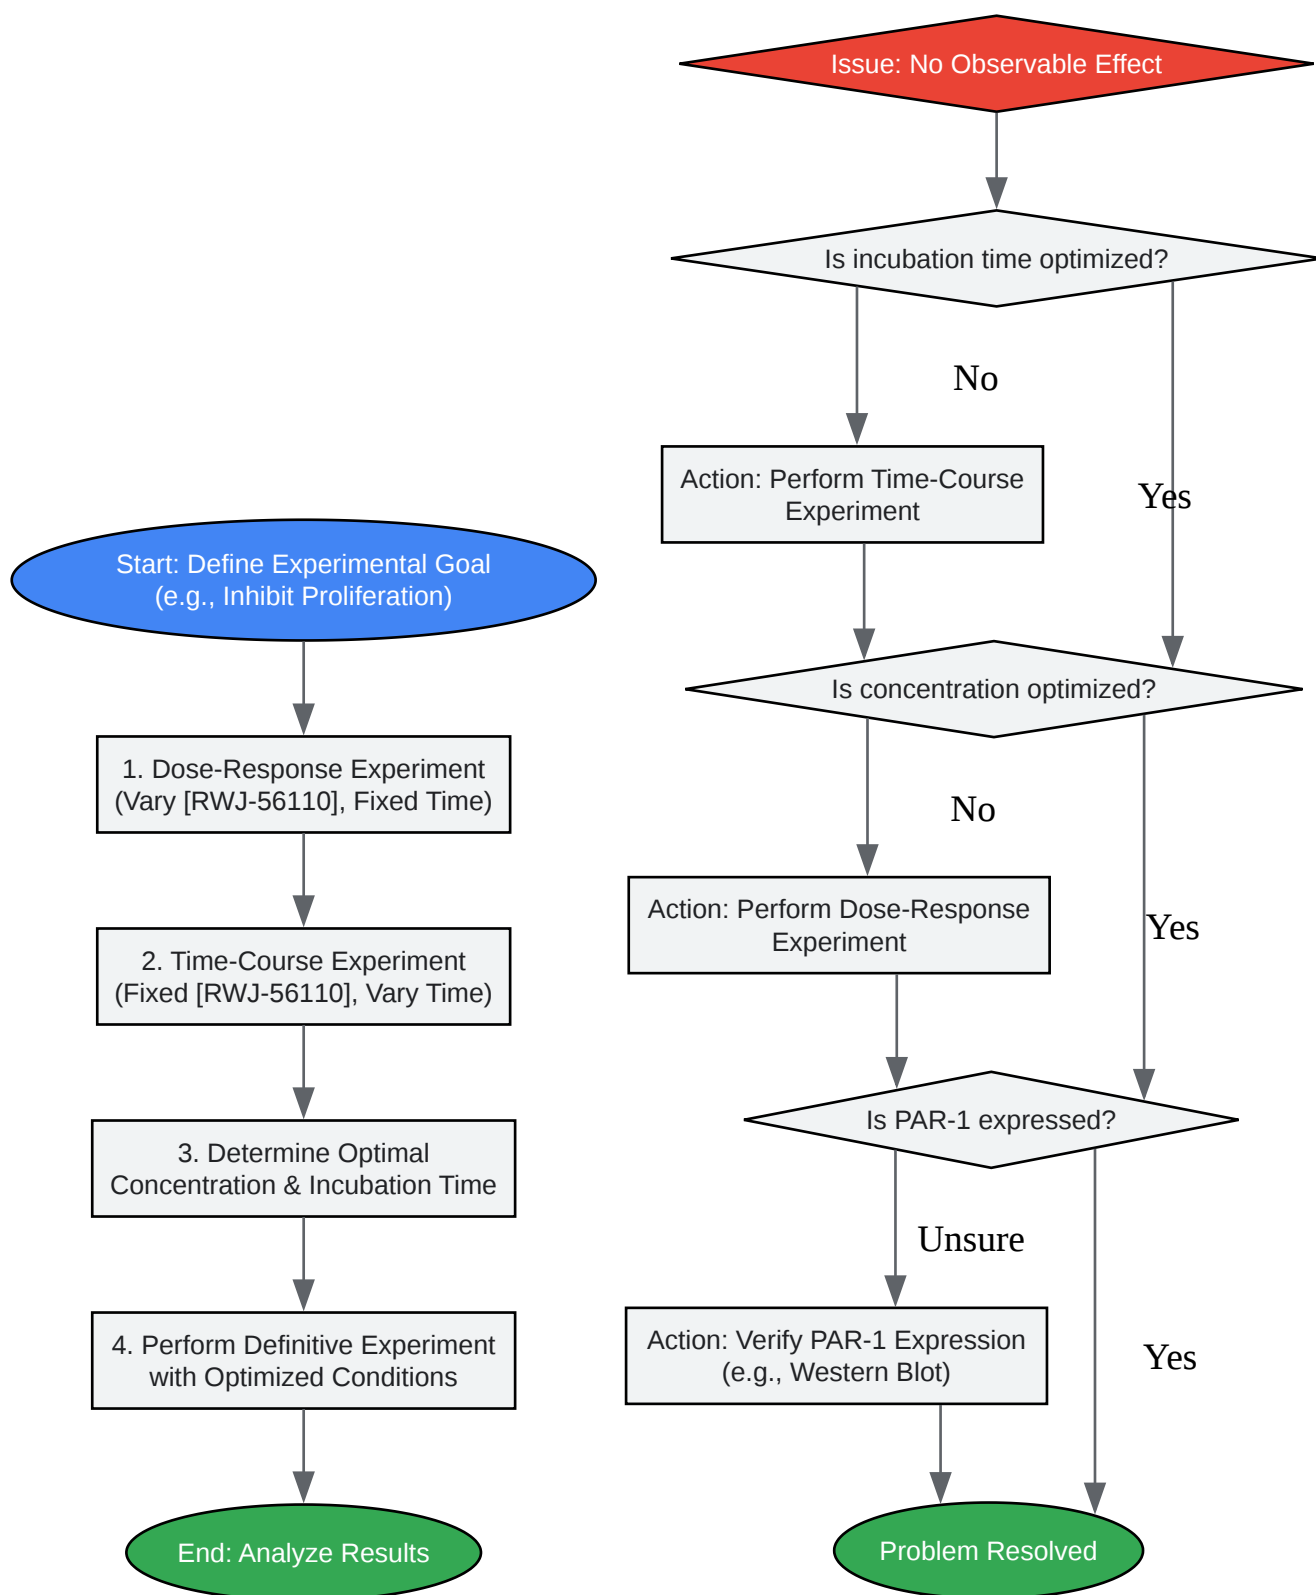 Start: Define Experimental Goal
(e.g., Inhibit Proliferation)
1. Dose-Response Experiment
(Vary [RWJ-56110], Fixed Time)
2. Time-Course Experiment
(Fixed [RWJ-56110], Vary Time)
3. Determine Optimal
Concentration & Incubation Time
4. Perform Definitive Experiment
with Optimized Conditions
End: Analyze Results
Issue: No Observable Effect
Is incubation time optimized?
No
Action: Perform Time-Course
Experiment
Yes
Is concentration optimized?
No
Action: Perform Dose-Response
Experiment
Yes
Is PAR-1 expressed?
Unsure
Action: Verify PAR-1 Expression
(e.g., Western Blot)
Yes
Problem Resolved